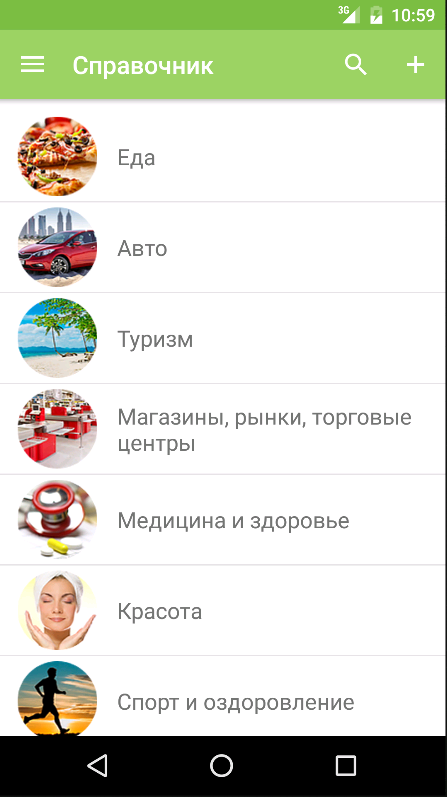 3G 10:59
Справочник
Еда
Авто
Туризм
Магазины, рынки, торговые
центры
Медицина и здоровье
Красота
Спорт и оздоровление